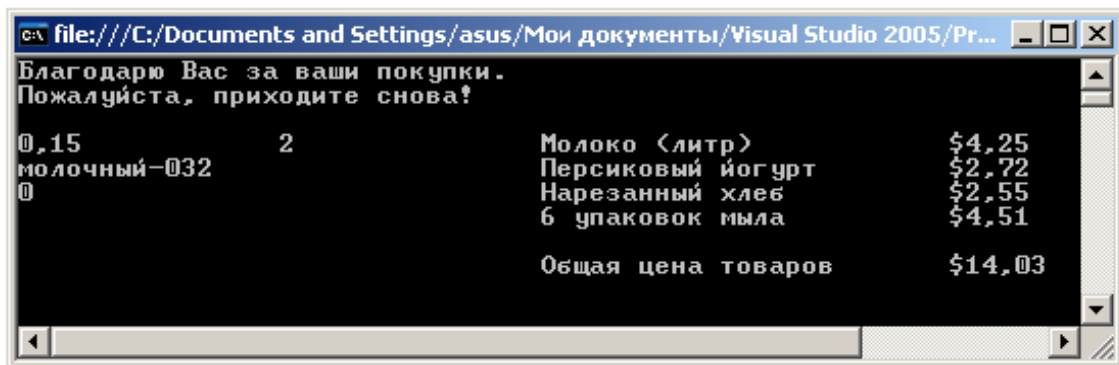 file:///C:/Documents and Settings/asus/Мои документы/Visual Studio 2005/Pr...
Благодарю Вас за ваши покупки.
Пожалуйста, приходите снова!
0,15 2 Молоко (литр) $4,25
молочный-032 Персиковый йогурт $2,72
0 Нарезанный хлеб $2,55
6 упаковок мыла $4,51
Общая цена товаров $14,03